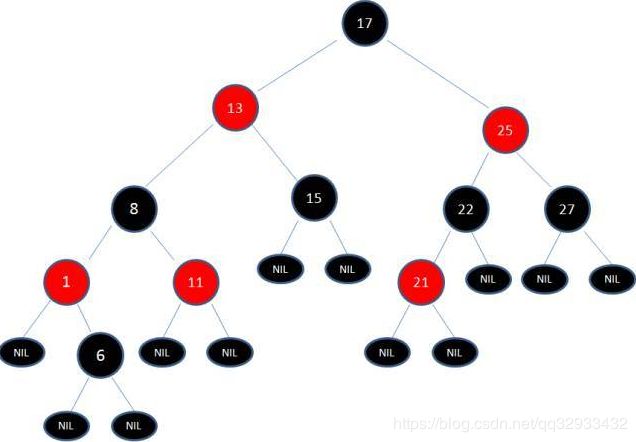 17
13
25
8
15
22
27
NIL
NIL
NIL
NIL
NIL
1
11
21
NIL
NIL
NIL
NIL
NIL
6
NIL
NIL
https://blog.csdn.net/qq32933432